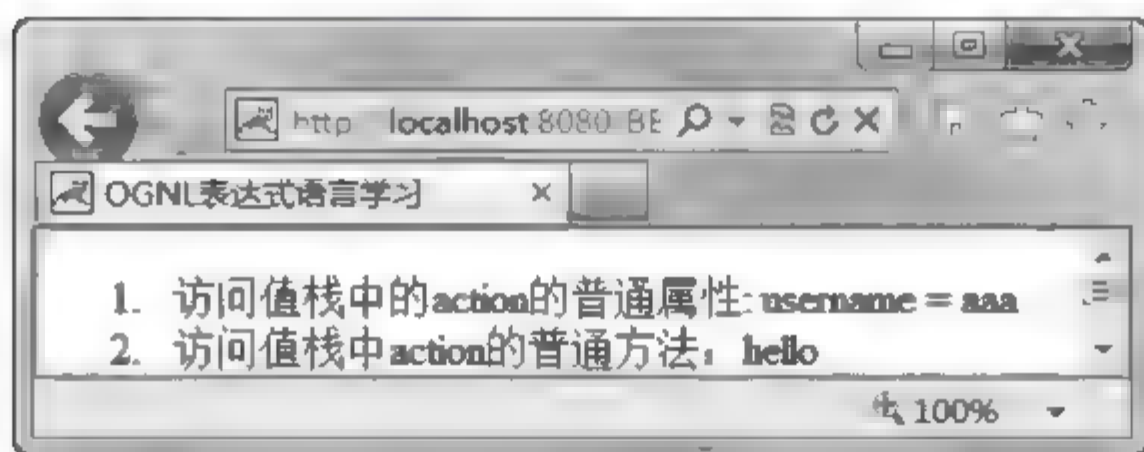 http localhost 8080 BE
OGNL表达式语言学习
1. 访问值栈中的action的普通属性: username = aaa
2. 访问值栈中action的普通方法：hello
100%